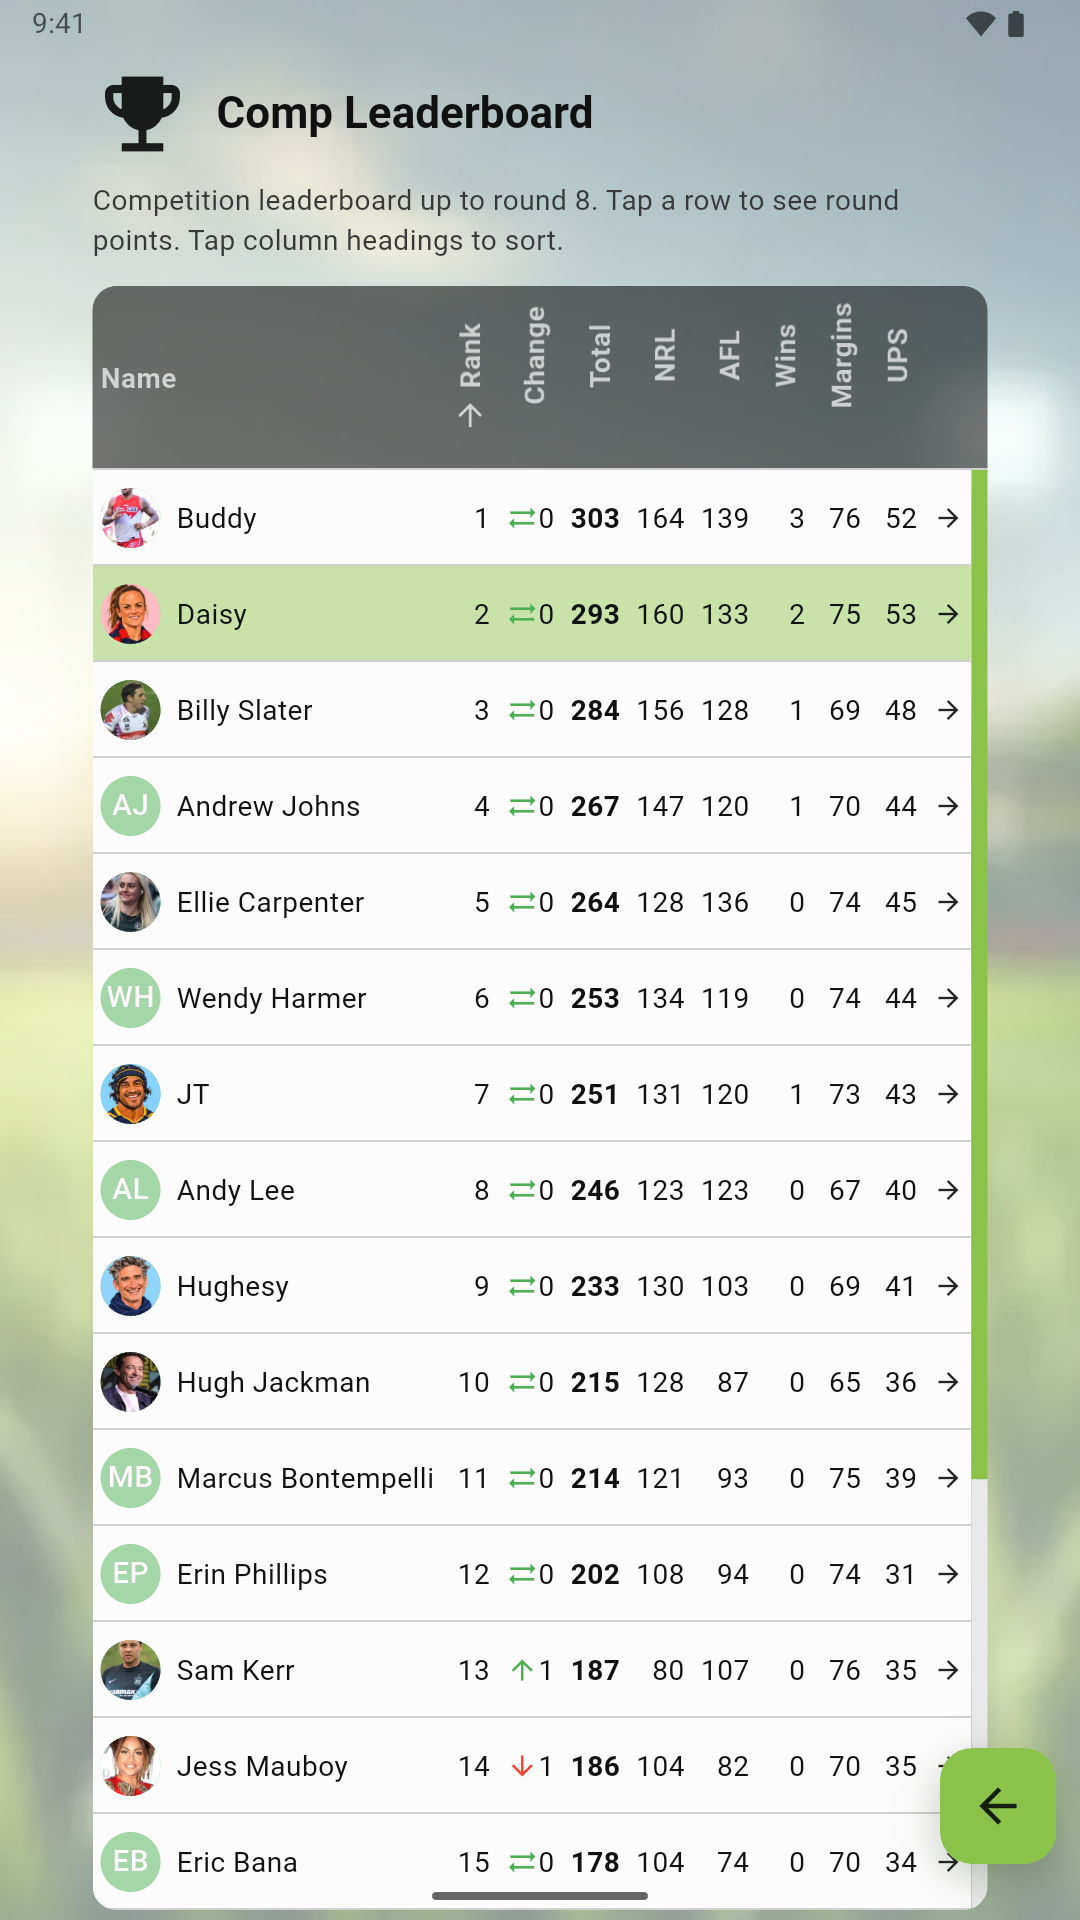 9:41
Comp Leaderboard
Competition leaderboard up to round 8. Tap a row to see round
points. Tap column headings to sort.
Name Rank Change Total NRL AFL Wins Margins UPS
Buddy 1 0 303 164 139 3 76 52
Daisy 2 0 293 160 133 2 75 53
Billy Slater 3 0 284 156 128 1 69 48
AJ Andrew Johns 4 0 267 147 120 1 70 44
Ellie Carpenter 5 0 264 128 136 0 74 45
WH Wendy Harmer 6 0 253 134 119 0 74 44
JT 7 0 251 131 120 1 73 43
AL Andy Lee 8 0 246 123 123 0 67 40
Hughesy 9 0 233 130 103 0 69 41
Hugh Jackman 10 0 215 128 87 0 65 36
MB Marcus Bontempelli 11 0 214 121 93 0 75 39
EP Erin Phillips 12 0 202 108 94 0 74 31
Sam Kerr 13 1 187 80 107 0 76 35
Jess Mauboy 14 1 186 104 82 0 70 35
EB Eric Bana 15 0 178 104 74 0 70 34